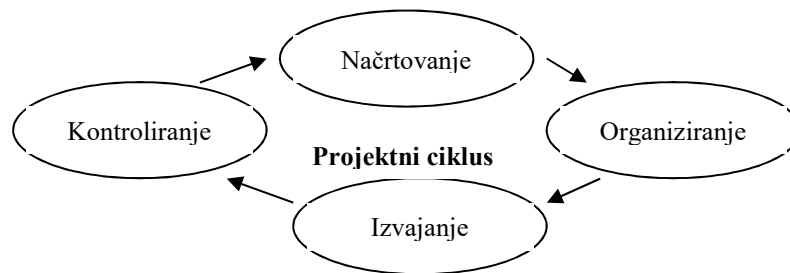 Načrtovanje
Kontroliranje
Organiziranje
Projektni ciklus
Izvajanje